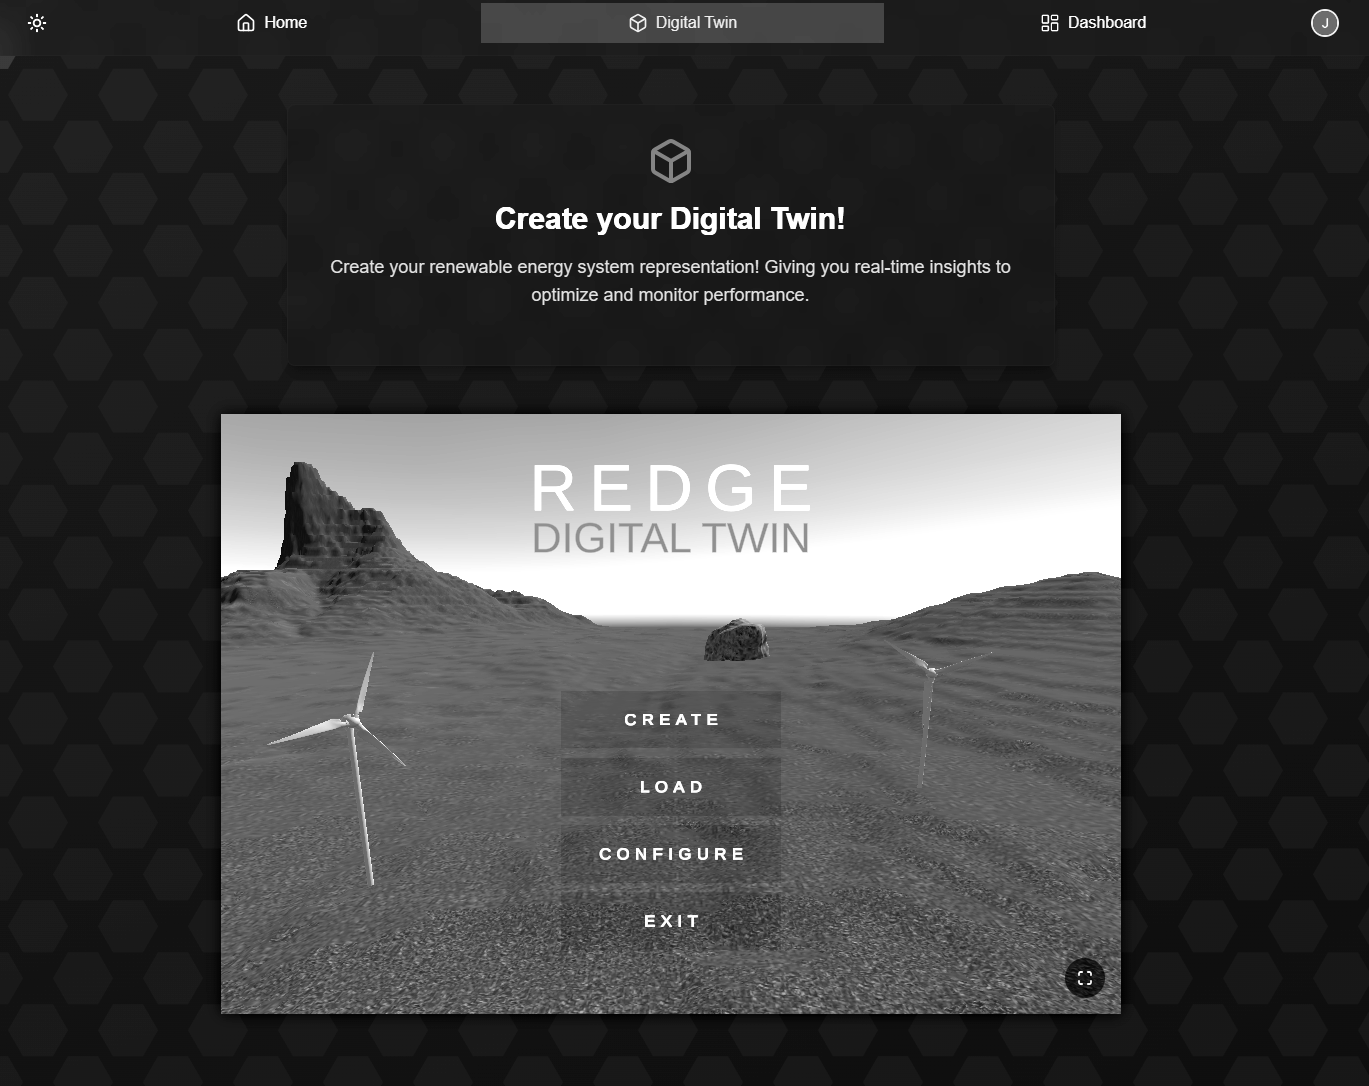 Home
Digital Twin
Dashboard
J
Create your Digital Twin!
Create your renewable energy system representation! Giving you real-time insights to
optimize and monitor performance.
REDGE
DIGITAL TWIN
CREATE
LOAD
CONFIGURE
EXIT